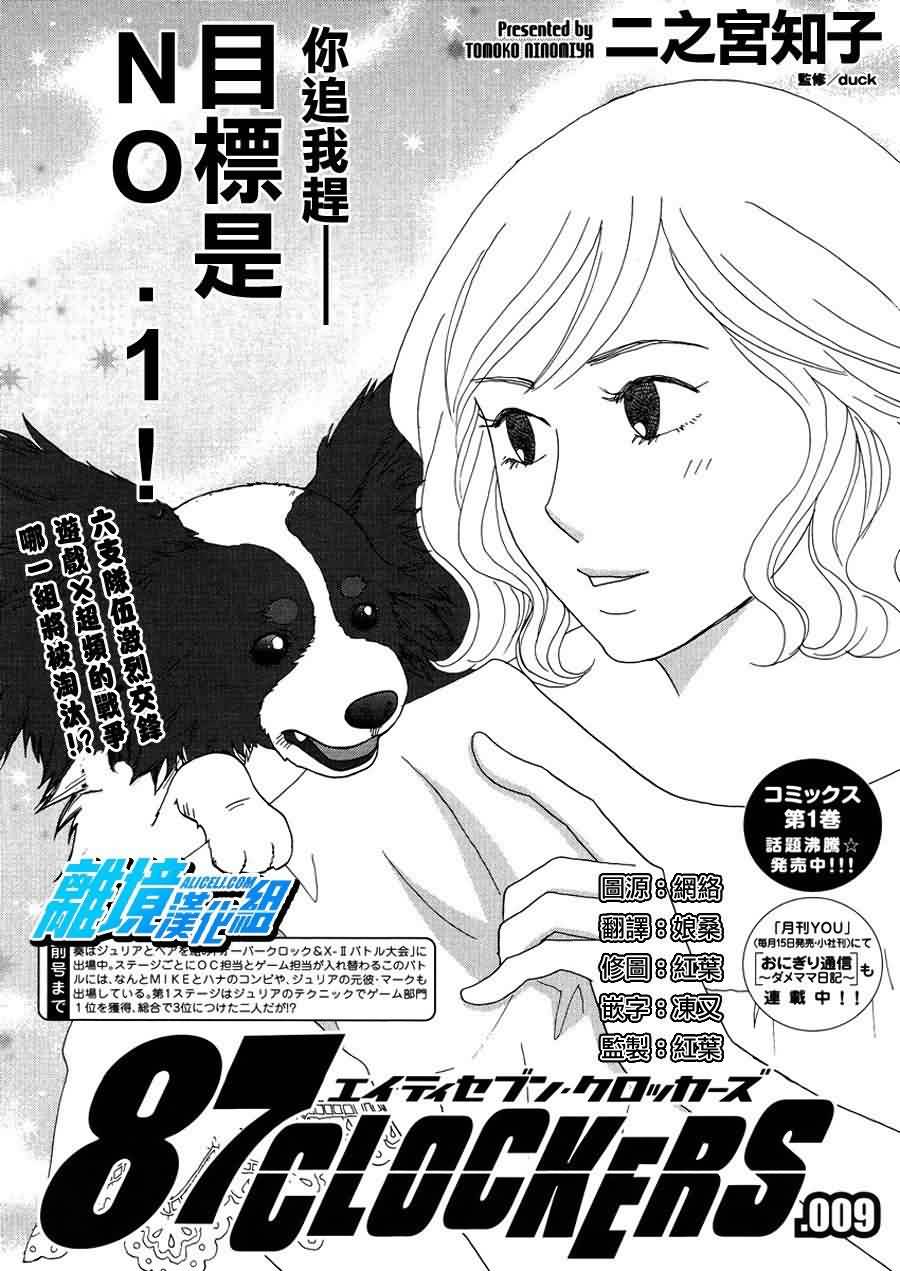 Presented by
TOMOKO NINOMIYA
二之宮知子
監修／duck
你追我趕——
目標是
NO.1！
六支隊伍激烈交鋒
遊戲×超頻的戰爭
哪一組將被淘汰!?
コミックス
第1巻
話題沸騰☆
発売中!!!
「月刊YOU」
(毎月15日発売・小社刊)にて
おにぎり通信
〜ダメママ日記〜
も
連載中!!
離境漢化組
ALICELI.COM
圖源：網絡
翻譯：娘桑
修圖：紅葉
嵌字：凍又
監製：紅葉
前号まで
奏はジュリアとペアを組み「オーバークロック&X-Ⅱバトル大会」に
出場中。ステージごとにOC担当とゲーム担当が入れ替わるこのバト
ルには、なんとMIKEとハナのコンビや、ジュリアの元彼・マークも
出場している。第1ステージはジュリアのテクニックでゲーム部門
1位を獲得、総合で3位につけた二人だが!?
エイティセブン・クロッカーズ
87CLOCKERS
.009